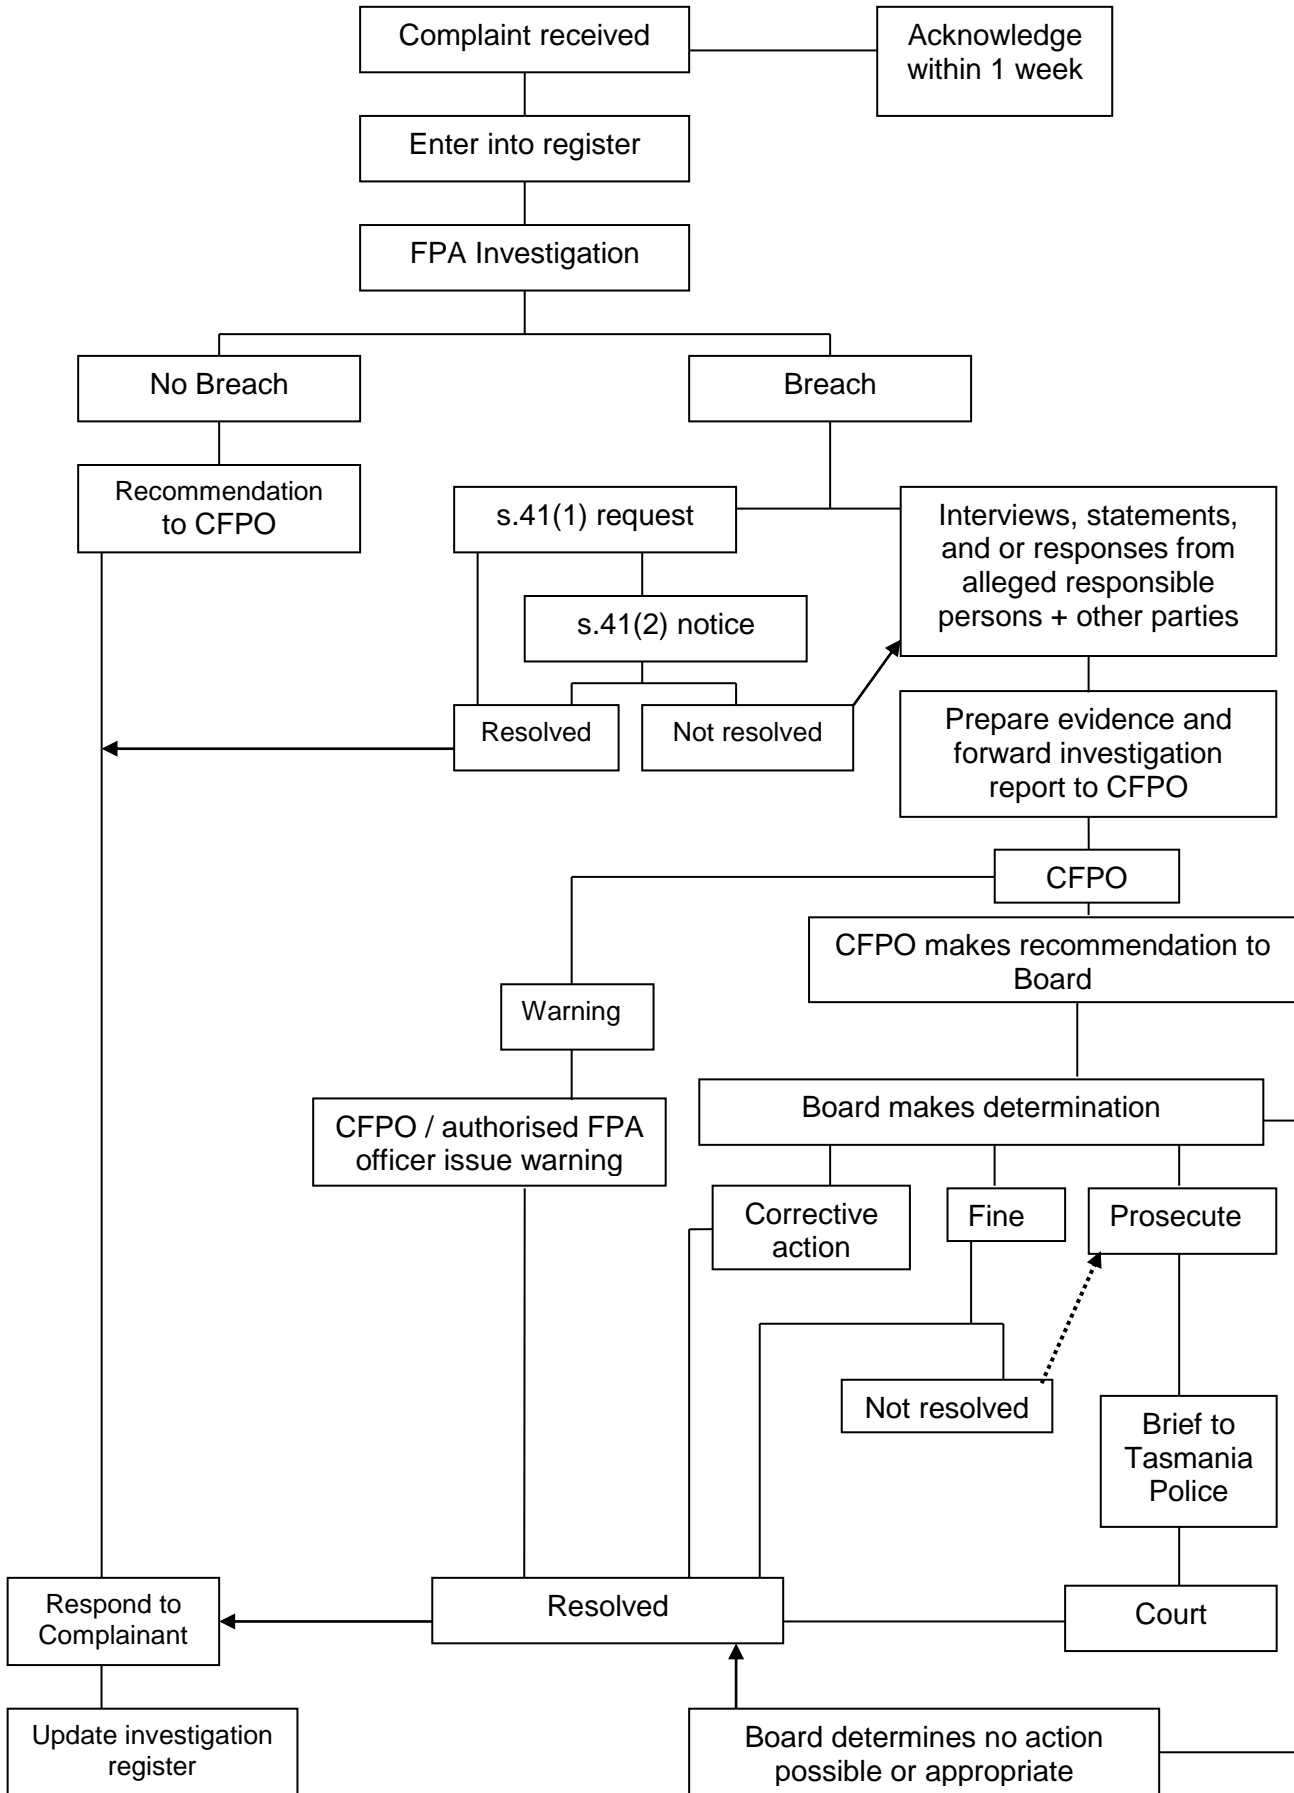 Complaint received
Acknowledge
within 1 week
Enter into register
FPA Investigation
No Breach
Breach
Recommendation
to CFPO
s.41(1) request
Interviews, statements,
and or responses from
alleged responsible
persons + other parties
s.41(2) notice
Resolved
Not resolved
Prepare evidence and
forward investigation
report to CFPO
CFPO
CFPO makes recommendation to
Board
Warning
Board makes determination
CFPO / authorised FPA
officer issue warning
Corrective
action
Fine
Prosecute
Not resolved
Brief to
Tasmania
Police
Respond to
Complainant
Resolved
Court
Update investigation
register
Board determines no action
possible or appropriate